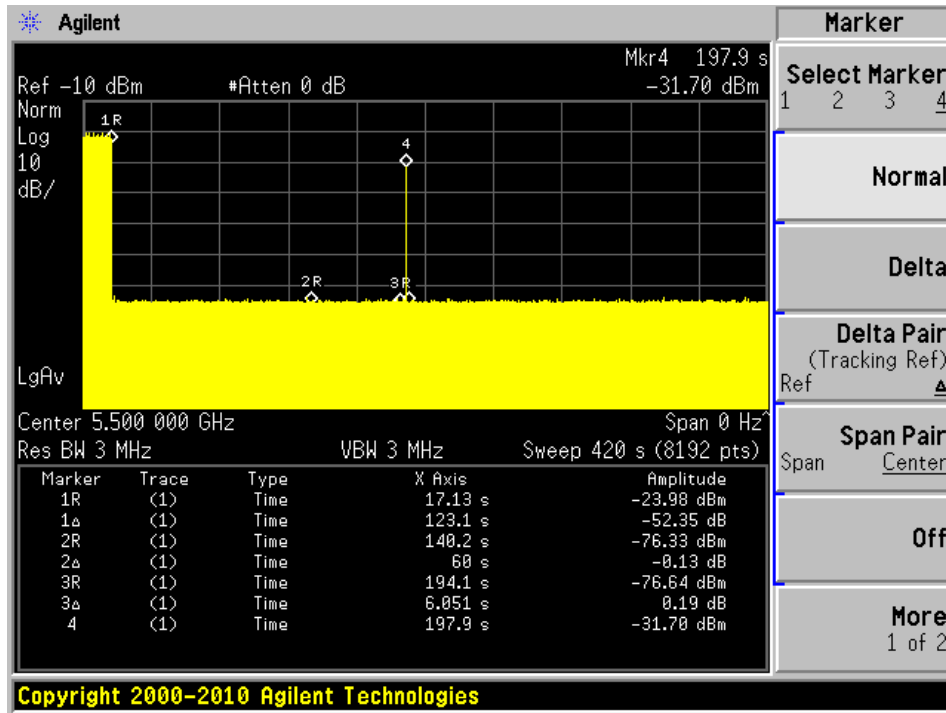 Agilent
Marker
Mkr4 197.9 s
Ref -10 dBm #Atten 0 dB -31.70 dBm
Norm
Log
10
dB/
1R
4
2R
3R
LgAv
Center 5.500 000 GHz Span 0 Hz^
Res BW 3 MHz VBW 3 MHz Sweep 420 s (8192 pts)
Marker Trace Type X Axis Amplitude
1R (1) Time 17.13 s -23.98 dBm
1Δ (1) Time 123.1 s -52.35 dB
2R (1) Time 140.2 s -76.33 dBm
2Δ (1) Time 60 s -0.13 dB
3R (1) Time 194.1 s -76.64 dBm
3Δ (1) Time 6.051 s 0.19 dB
4 (1) Time 197.9 s -31.70 dBm
Select Marker
1 2 3 4
Normal
Delta
Delta Pair
(Tracking Ref)
Ref Δ
Span Pair
Span Center
Off
More
1 of 2
Copyright 2000-2010 Agilent Technologies